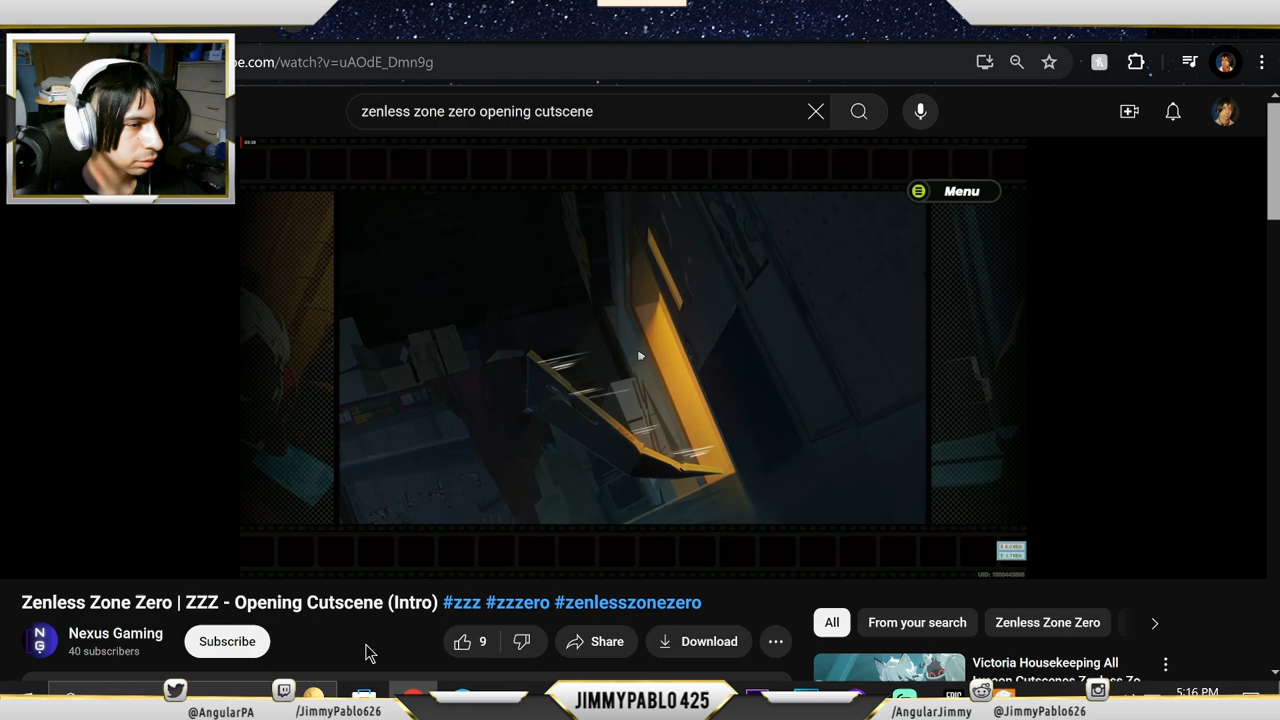 be.com/watch?v=uAOdE_Dmn9g
zenless zone zero opening cutscene
Menu
Zenless Zone Zero | ZZZ - Opening Cutscene (Intro) #zzz #zzzero #zenlesszonezero
NG
Nexus Gaming
40 subscribers
Subscribe
9
Share
Download
All
From your search
Zenless Zone Zero
Victoria Housekeeping All
5:16 PM
JIMMYPABLO425
@AngularPA
/JimmyPablo626
/AngularJimmy
@JimmyPablo626